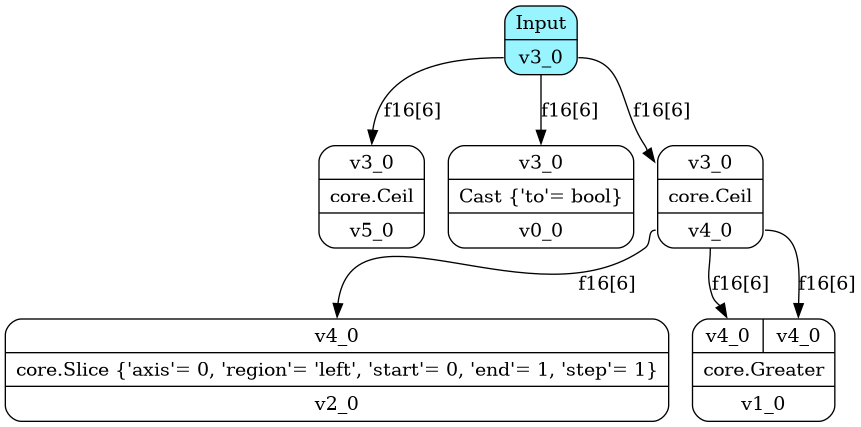 Input
v3_0
f16[6]
f16[6]
f16[6]
v3_0
core.Ceil
v5_0
v3_0
Cast {'to'= bool}
v0_0
v3_0
core.Ceil
v4_0
f16[6]
f16[6]
f16[6]
v4_0
core.Slice {'axis'= 0, 'region'= 'left', 'start'= 0, 'end'= 1, 'step'= 1}
v2_0
v4_0
v4_0
core.Greater
v1_0